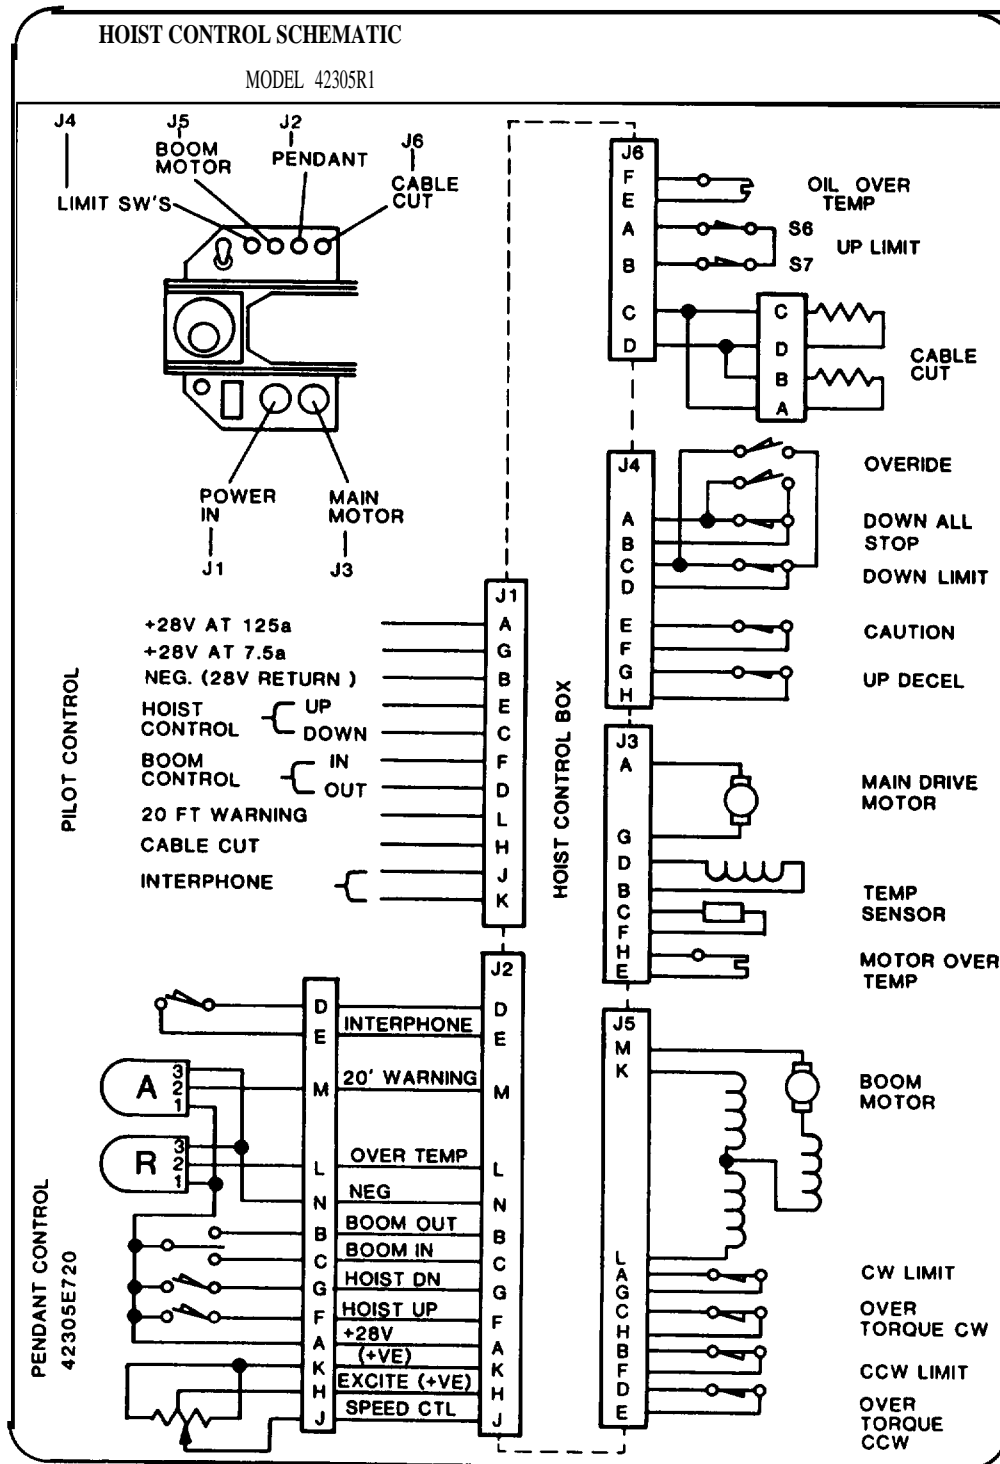 HOIST CONTROL SCHEMATIC
MODEL 42305R1
J4
J5
BOOM
MOTOR
J2
PENDANT
J6
CABLE
CUT
LIMIT SW'S
POWER
IN
J1
MAIN
MOTOR
J3
PILOT CONTROL
+28V AT 125a
+28V AT 7.5a
NEG. (28V RETURN )
HOIST
CONTROL
UP
DOWN
BOOM
CONTROL
IN
OUT
20 FT WARNING
CABLE CUT
INTERPHONE
J1
A
G
B
E
C
F
D
L
H
J
K
HOIST CONTROL BOX
PENDANT CONTROL
42305E720
A
3
2
1
R
3
2
1
D
E
M
L
N
B
C
G
F
A
K
H
J
INTERPHONE
20' WARNING
OVER TEMP
NEG
BOOM OUT
BOOM IN
HOIST DN
HOIST UP
+28V
(+VE)
EXCITE (+VE)
SPEED CTL
J2
D
E
M
L
N
B
C
G
F
A
K
H
J
J6
F
E
A
B
C
D
OIL OVER
TEMP
S6
UP LIMIT
S7
C
D
B
A
CABLE
CUT
J4
A
B
C
D
E
F
G
H
OVERIDE
DOWN ALL
STOP
DOWN LIMIT
CAUTION
UP DECEL
J3
A
G
D
B
C
F
H
E
MAIN DRIVE
MOTOR
TEMP
SENSOR
MOTOR OVER
TEMP
J5
M
K
L
A
G
C
H
B
F
D
E
BOOM
MOTOR
CW LIMIT
OVER
TORQUE CW
CCW LIMIT
OVER
TORQUE
CCW